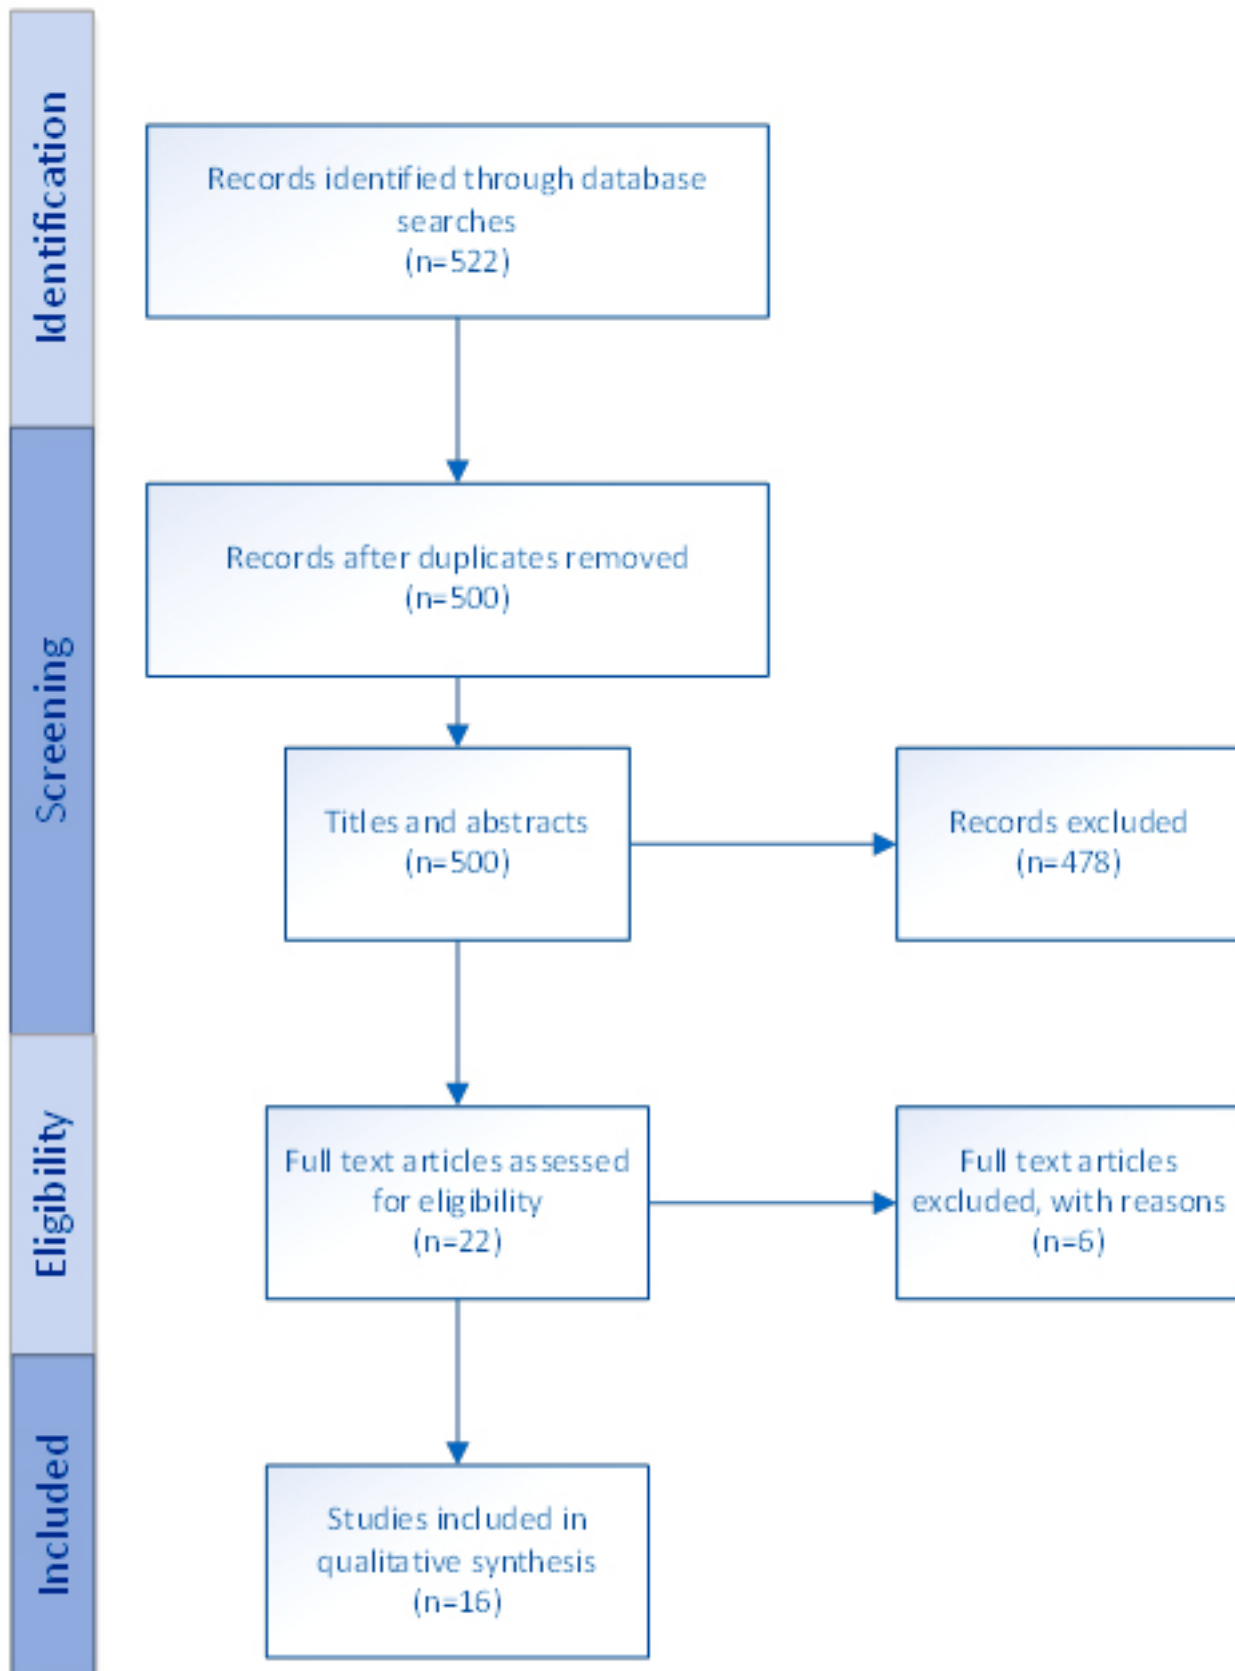 Identification
Records identified through database
searches
(n=522)
Screening
Records after duplicates removed
(n=500)
Titles and abstracts
(n=500)
Records excluded
(n=478)
Eligibility
Full text articles assessed
for eligibility
(n=22)
Full text articles
excluded, with reasons
(n=6)
Included
Studies included in
qualitative synthesis
(n=16)